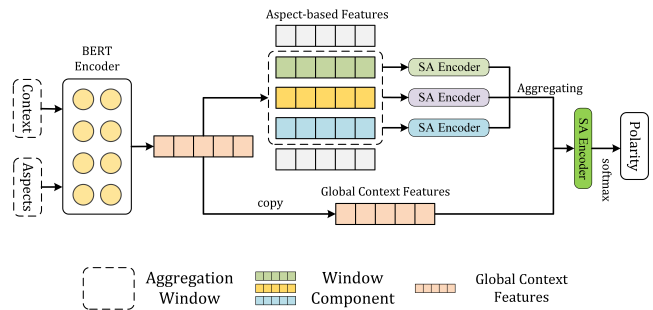 Aspect-based Features
BERT
Encoder
Context
Aspects
SA Encoder
SA Encoder
SA Encoder
Aggregating
SA Encoder
softmax
Polarity
Global Context Features
copy
Aggregation
Window
Window
Component
Global Context
Features